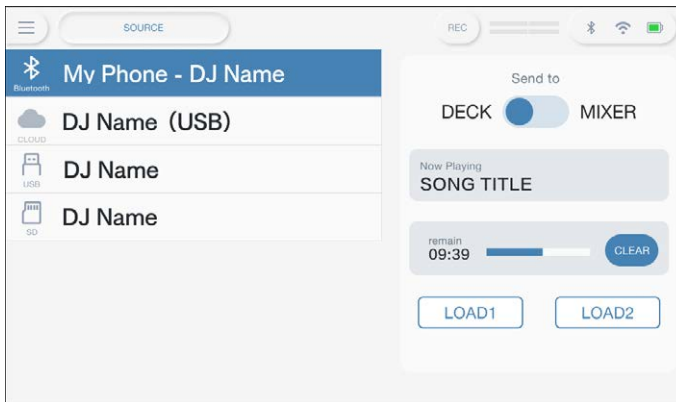 SOURCE
REC
Bluetooth
My Phone - DJ Name
CLOUD
DJ Name (USB)
USB
DJ Name
SD
DJ Name
Send to
DECK MIXER
Now Playing
SONG TITLE
remain
09:39
CLEAR
LOAD1 LOAD2